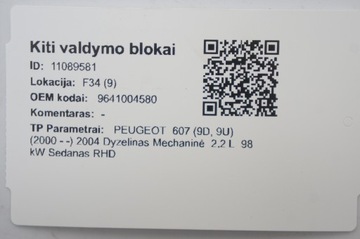 Kiti valdymo blokai
ID: 11089581
Lokacija: F34 (9)
OEM kodai: 9641004580
Komentaras: -
TP Parametrai: PEUGEOT 607 (9D, 9U)
(2000 - -) 2004 Dyzelinas Mechaninė 2.2 L 98
kW Sedanas RHD